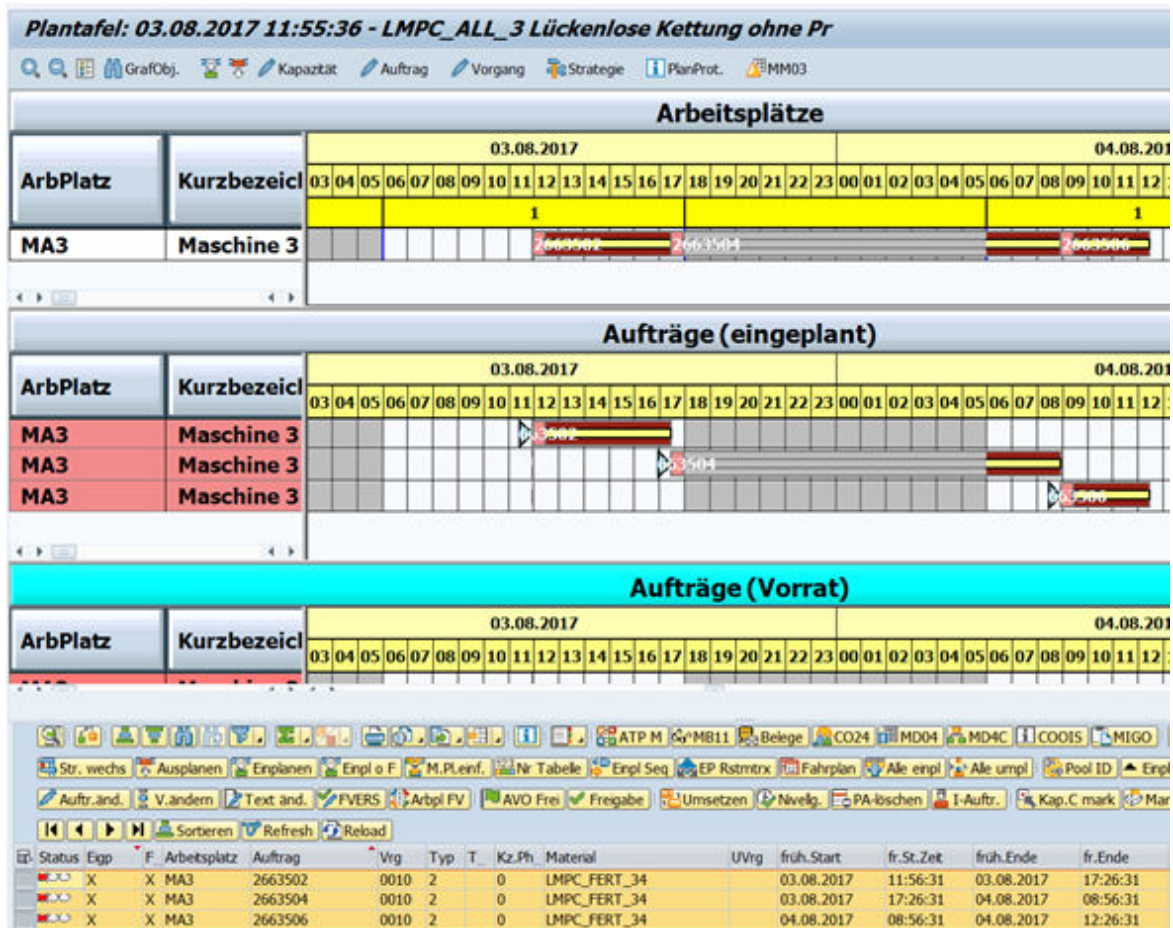 Plantafel: 03.08.2017 11:55:36 - LMPC_ALL_3 Lückenlose Kettung ohne Pr
GrafObj. Kapazität Auftrag Vorgang Strategie PlanProt. MM03
Arbeitsplätze
ArbPlatz Kurzbezeicl 03.08.2017 04.08.201
03 04 05 06 07 08 09 10 11 12 13 14 15 16 17 18 19 20 21 22 23 00 01 02 03 04 05 06 07 08 09 10 11 12
1 1
MA3 Maschine 3 2663502 2663504 2663506
Aufträge (eingeplant)
ArbPlatz Kurzbezeicl 03.08.2017 04.08.201
03 04 05 06 07 08 09 10 11 12 13 14 15 16 17 18 19 20 21 22 23 00 01 02 03 04 05 06 07 08 09 10 11 12
MA3 Maschine 3 663502
MA3 Maschine 3 663504
MA3 Maschine 3 663506
Aufträge (Vorrat)
ArbPlatz Kurzbezeicl 03.08.2017 04.08.201
03 04 05 06 07 08 09 10 11 12 13 14 15 16 17 18 19 20 21 22 23 00 01 02 03 04 05 06 07 08 09 10 11 12
ATP M MB11 Belege CO24 MD04 MD4C COOIS MIGO
Str. wechs Ausplanen Einplanen Einpl o F M.Pl.einf. Nr Tabelle Einpl Seq EP Rstmtrx Fahrplan Alle einpl Alle umpl Pool ID Einpl
Auftr.änd. V.ändern Text änd. FVERS Arbpl FV AVO Frei Freigabe Umsetzen Nivellg. PA-löschen I-Auftr. Kap.C mark Mar
Sortieren Refresh Reload
Status Eigp F Arbeitsplatz Auftrag Vrg Typ T Kz.Ph Material UVrg früh.Start fr.St.Zeit früh.Ende fr.Ende
X X MA3 2663502 0010 2 0 LMPC_FERT_34 03.08.2017 11:56:31 03.08.2017 17:26:31
X X MA3 2663504 0010 2 0 LMPC_FERT_34 03.08.2017 17:26:31 04.08.2017 08:56:31
X X MA3 2663506 0010 2 0 LMPC_FERT_34 04.08.2017 08:56:31 04.08.2017 12:26:31